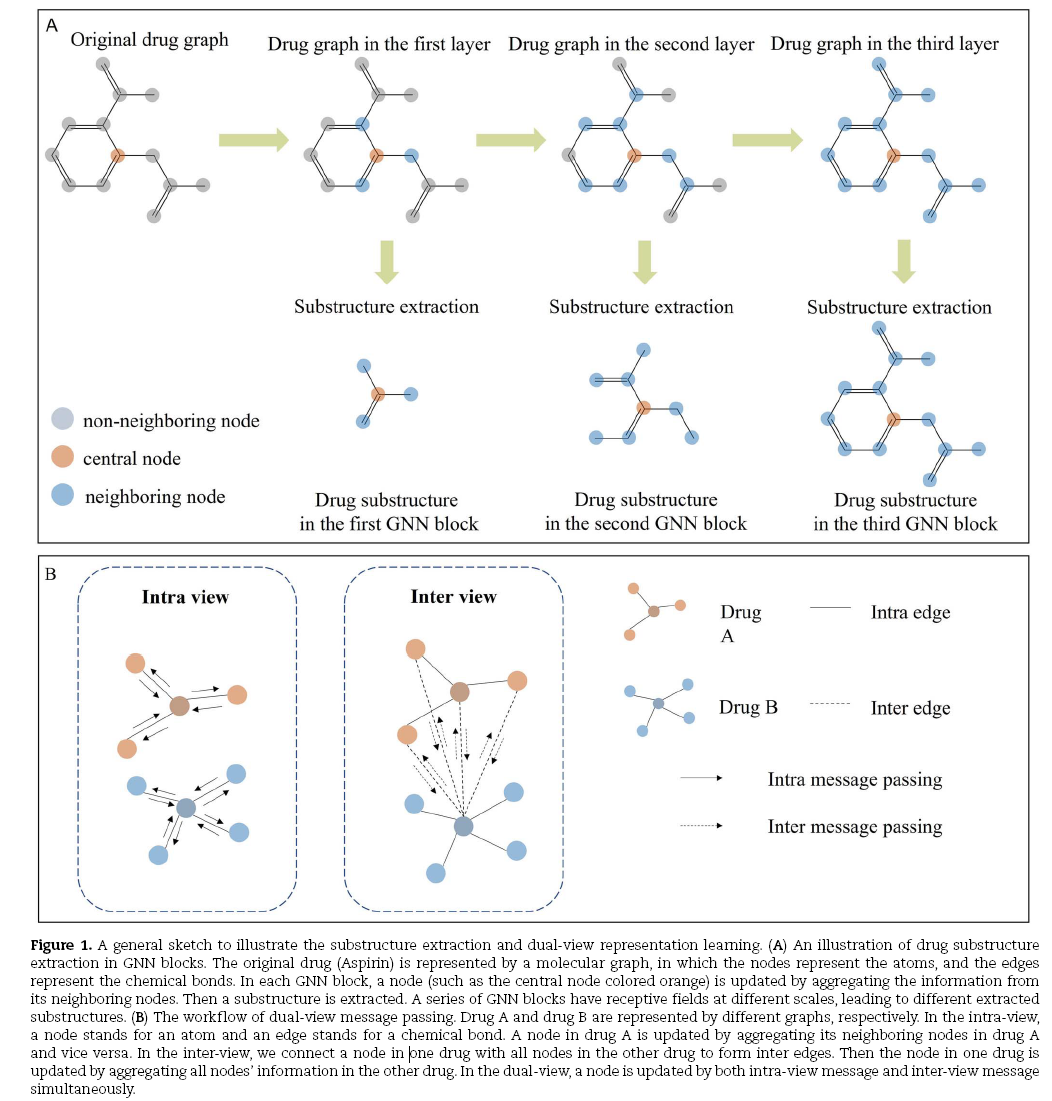 A
Original drug graph
Drug graph in the first layer
Drug graph in the second layer
Drug graph in the third layer
Substructure extraction
Substructure extraction
Substructure extraction
non-neighboring node
central node
neighboring node
Drug substructure
in the first GNN block
Drug substructure
in the second GNN block
Drug substructure
in the third GNN block
B
Intra view
Inter view
Drug
A
Intra edge
Drug B
Inter edge
Intra message passing
Inter message passing
Figure 1. A general sketch to illustrate the substructure extraction and dual-view representation learning. (A) An illustration of drug substructure
extraction in GNN blocks. The original drug (Aspirin) is represented by a molecular graph, in which the nodes represent the atoms, and the edges
represent the chemical bonds. In each GNN block, a node (such as the central node colored orange) is updated by aggregating the information from
its neighboring nodes. Then a substructure is extracted. A series of GNN blocks have receptive fields at different scales, leading to different extracted
substructures. (B) The workflow of dual-view message passing. Drug A and drug B are represented by different graphs, respectively. In the intra-view,
a node stands for an atom and an edge stands for a chemical bond. A node in drug A is updated by aggregating its neighboring nodes in drug A
and vice versa. In the inter-view, we connect a node in one drug with all nodes in the other drug to form inter edges. Then the node in one drug is
updated by aggregating all nodes' information in the other drug. In the dual-view, a node is updated by both intra-view message and inter-view message
simultaneously.